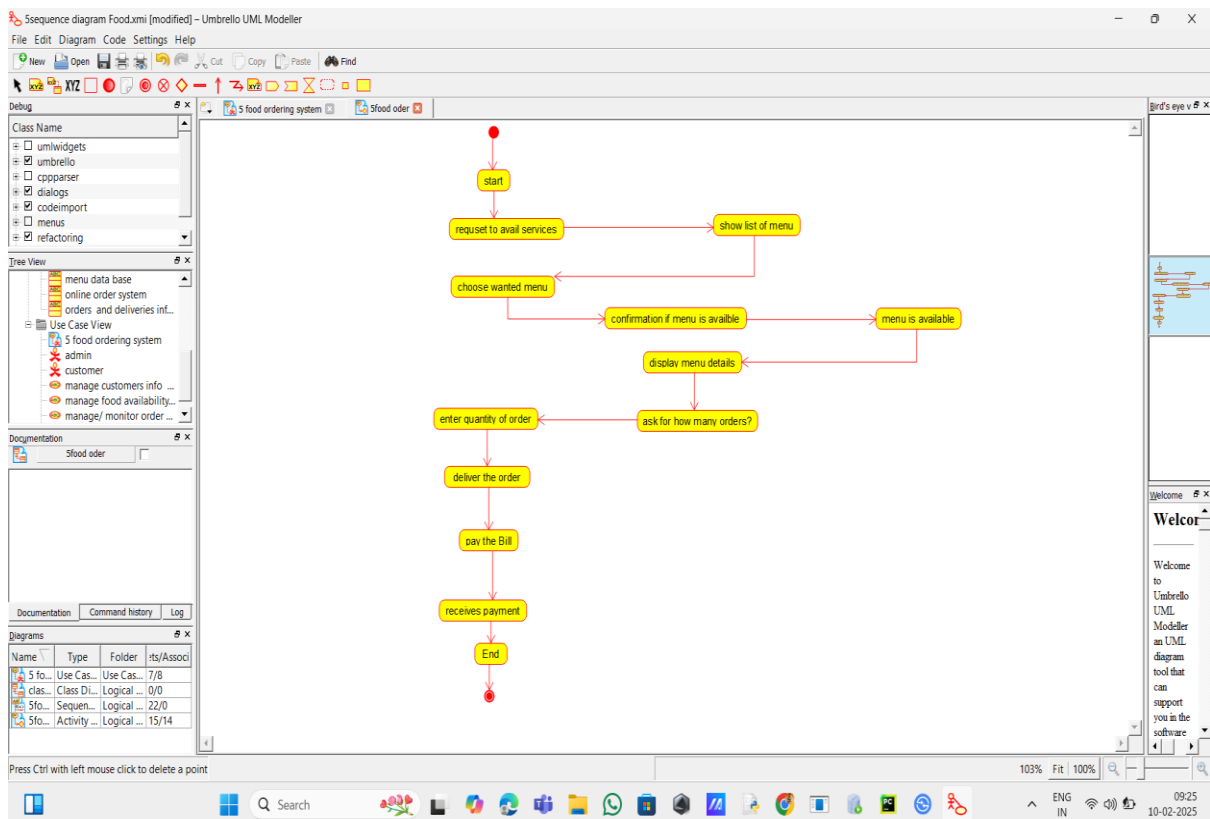 5sequence diagram Food.xmi [modified] – Umbrello UML Modeller
File Edit Diagram Code Settings Help
New Open Cut Copy Paste Find
XYZ
Debug
Class Name
umlwidgets
umbrello
cppparser
dialogs
codeimport
menus
refactoring
Tree View
menu data base
online order system
orders and deliveries inf...
Use Case View
5 food ordering system
admin
customer
manage customers info ...
manage food availability...
manage/ monitor order ...
Documentation
5food oder
Documentation Command history Log
Diagrams
Name Type Folder :ts/Associ
5 fo... Use Cas... Use Cas... 7/8
clas... Class Di... Logical ... 0/0
5fo... Sequen... Logical ... 22/0
5fo... Activity ... Logical ... 15/14
5 food ordering system 5food oder
start
requset to avail services
show list of menu
choose wanted menu
confirmation if menu is availble
menu is available
display menu details
ask for how many orders?
enter quantity of order
deliver the order
pay the Bill
receives payment
End
Bird's eye v
Welcome
Welcor
Welcome
to
Umbrello
UML
Modeller
an UML
diagram
tool that
can
support
you in the
software
Press Ctrl with left mouse click to delete a point
103% Fit 100%
Search
ENG
IN
09:25
10-02-2025